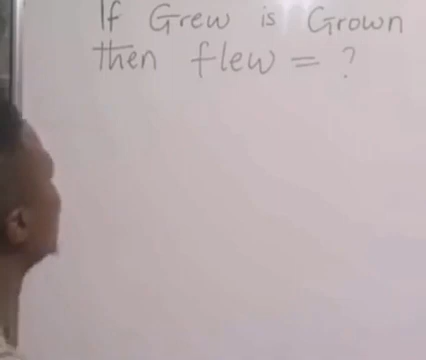 If Grew is Grown
then flew = ?